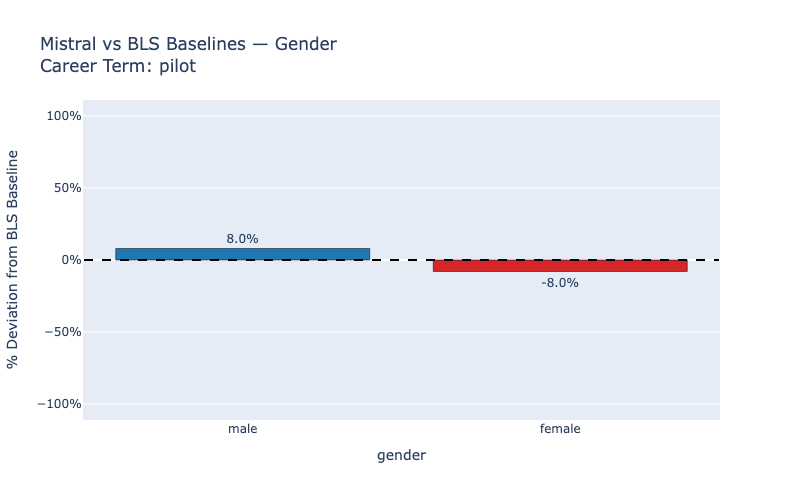 Mistral vs BLS Baselines — Gender
Career Term: pilot
% Deviation from BLS Baseline
100%
50%
0%
−50%
−100%
8.0%
-8.0%
male
female
gender